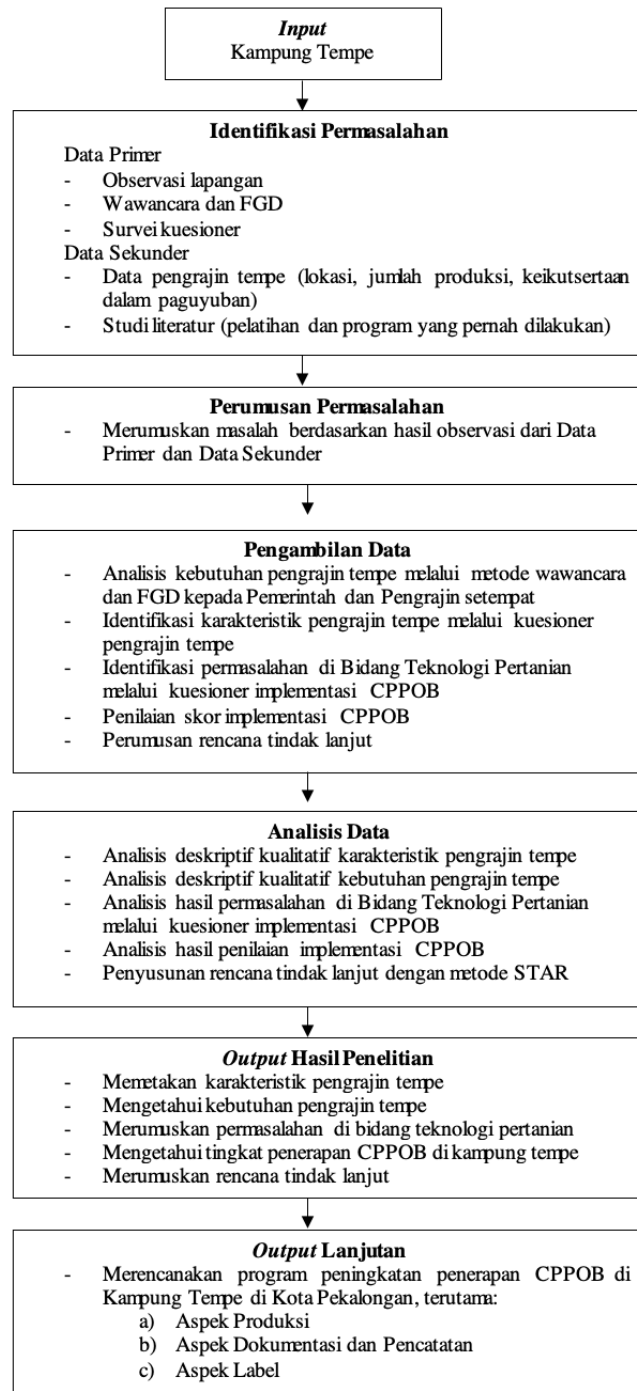 Input
Kampung Tempe
Identifikasi Permasalahan
Data Primer
- Observasi lapangan
- Wawancara dan FGD
- Survei kuesioner
Data Sekunder
- Data pengrajin tempe (lokasi, jumlah produksi, keikutsertaan
dalam paguyuban)
- Studi literatur (pelatihan dan program yang pernah dilakukan)
Perumusan Permasalahan
- Merumuskan masalah berdasarkan hasil observasi dari Data
Primer dan Data Sekunder
Pengambilan Data
- Analisis kebutuhan pengrajin tempe melalui metode wawancara
dan FGD kepada Pemerintah dan Pengrajin setempat
- Identifikasi karakteristik pengrajin tempe melalui kuesioner
pengrajin tempe
- Identifikasi permasalahan di Bidang Teknologi Pertanian
melalui kuesioner implementasi CPPOB
- Penilaian skor implementasi CPPOB
- Perumusan rencana tindak lanjut
Analisis Data
- Analisis deskriptif kualitatif karakteristik pengrajin tempe
- Analisis deskriptif kualitatif kebutuhan pengrajin tempe
- Analisis hasil permasalahan di Bidang Teknologi Pertanian
melalui kuesioner implementasi CPPOB
- Analisis hasil penilaian implementasi CPPOB
- Penyusunan rencana tindak lanjut dengan metode STAR
Output Hasil Penelitian
- Memetakan karakteristik pengrajin tempe
- Mengetahui kebutuhan pengrajin tempe
- Merumuskan permasalahan di bidang teknologi pertanian
- Mengetahui tingkat penerapan CPPOB di kampung tempe
- Merumuskan rencana tindak lanjut
Output Lanjutan
- Merencanakan program peningkatan penerapan CPPOB di
Kampung Tempe di Kota Pekalongan, terutama:
a) Aspek Produksi
b) Aspek Dokumentasi dan Pencatatan
c) Aspek Label